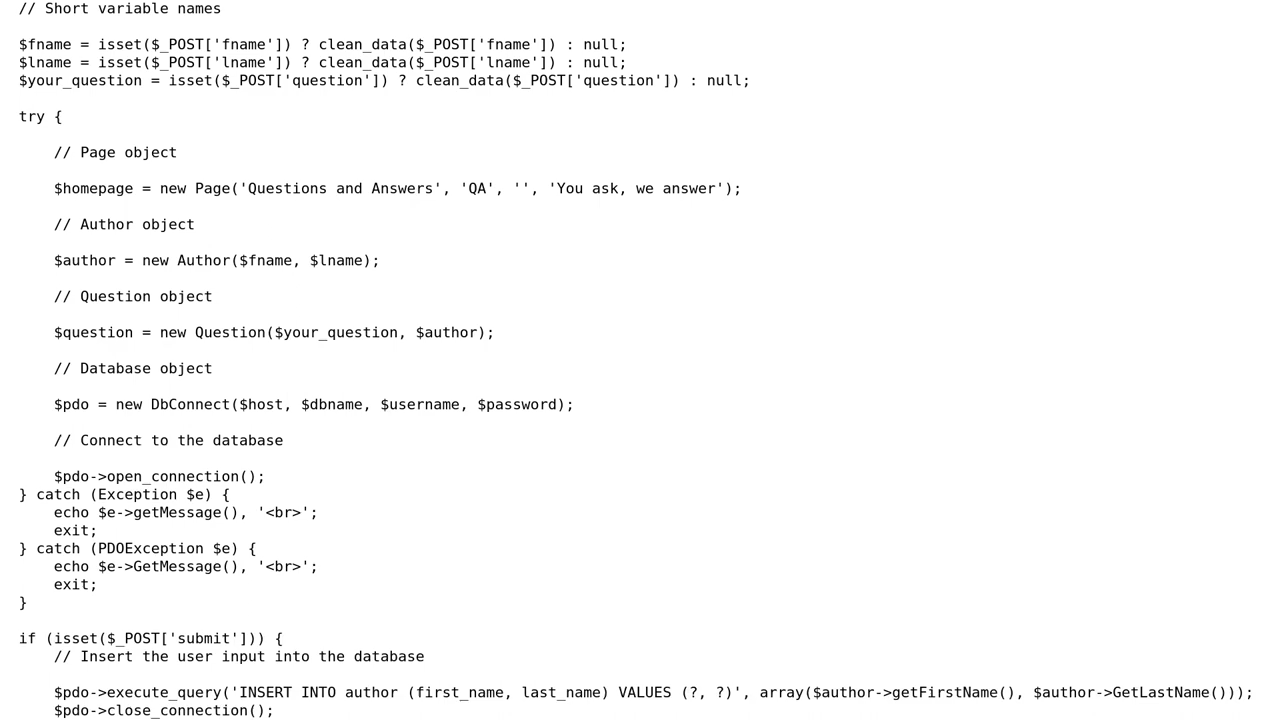 // Short variable names
$fname = isset($_POST['fname']) ? clean_data($_POST['fname']) : null;
$lname = isset($_POST['lname']) ? clean_data($_POST['lname']) : null;
$your_question = isset($_POST['question']) ? clean_data($_POST['question']) : null;
try {
    // Page object
    $homepage = new Page('Questions and Answers', 'QA', '', 'You ask, we answer');
    // Author object
    $author = new Author($fname, $lname);
    // Question object
    $question = new Question($your_question, $author);
    // Database object
    $pdo = new DbConnect($host, $dbname, $username, $password);
    // Connect to the database
    $pdo->open_connection();
} catch (Exception $e) {
    echo $e->getMessage(), '<br>';
    exit;
} catch (PDOException $e) {
    echo $e->GetMessage(), '<br>';
    exit;
}
if (isset($_POST['submit'])) {
    // Insert the user input into the database
    $pdo->execute_query('INSERT INTO author (first_name, last_name) VALUES (?, ?)', array($author->getFirstName(), $author->GetLastName()));
    $pdo->close_connection();